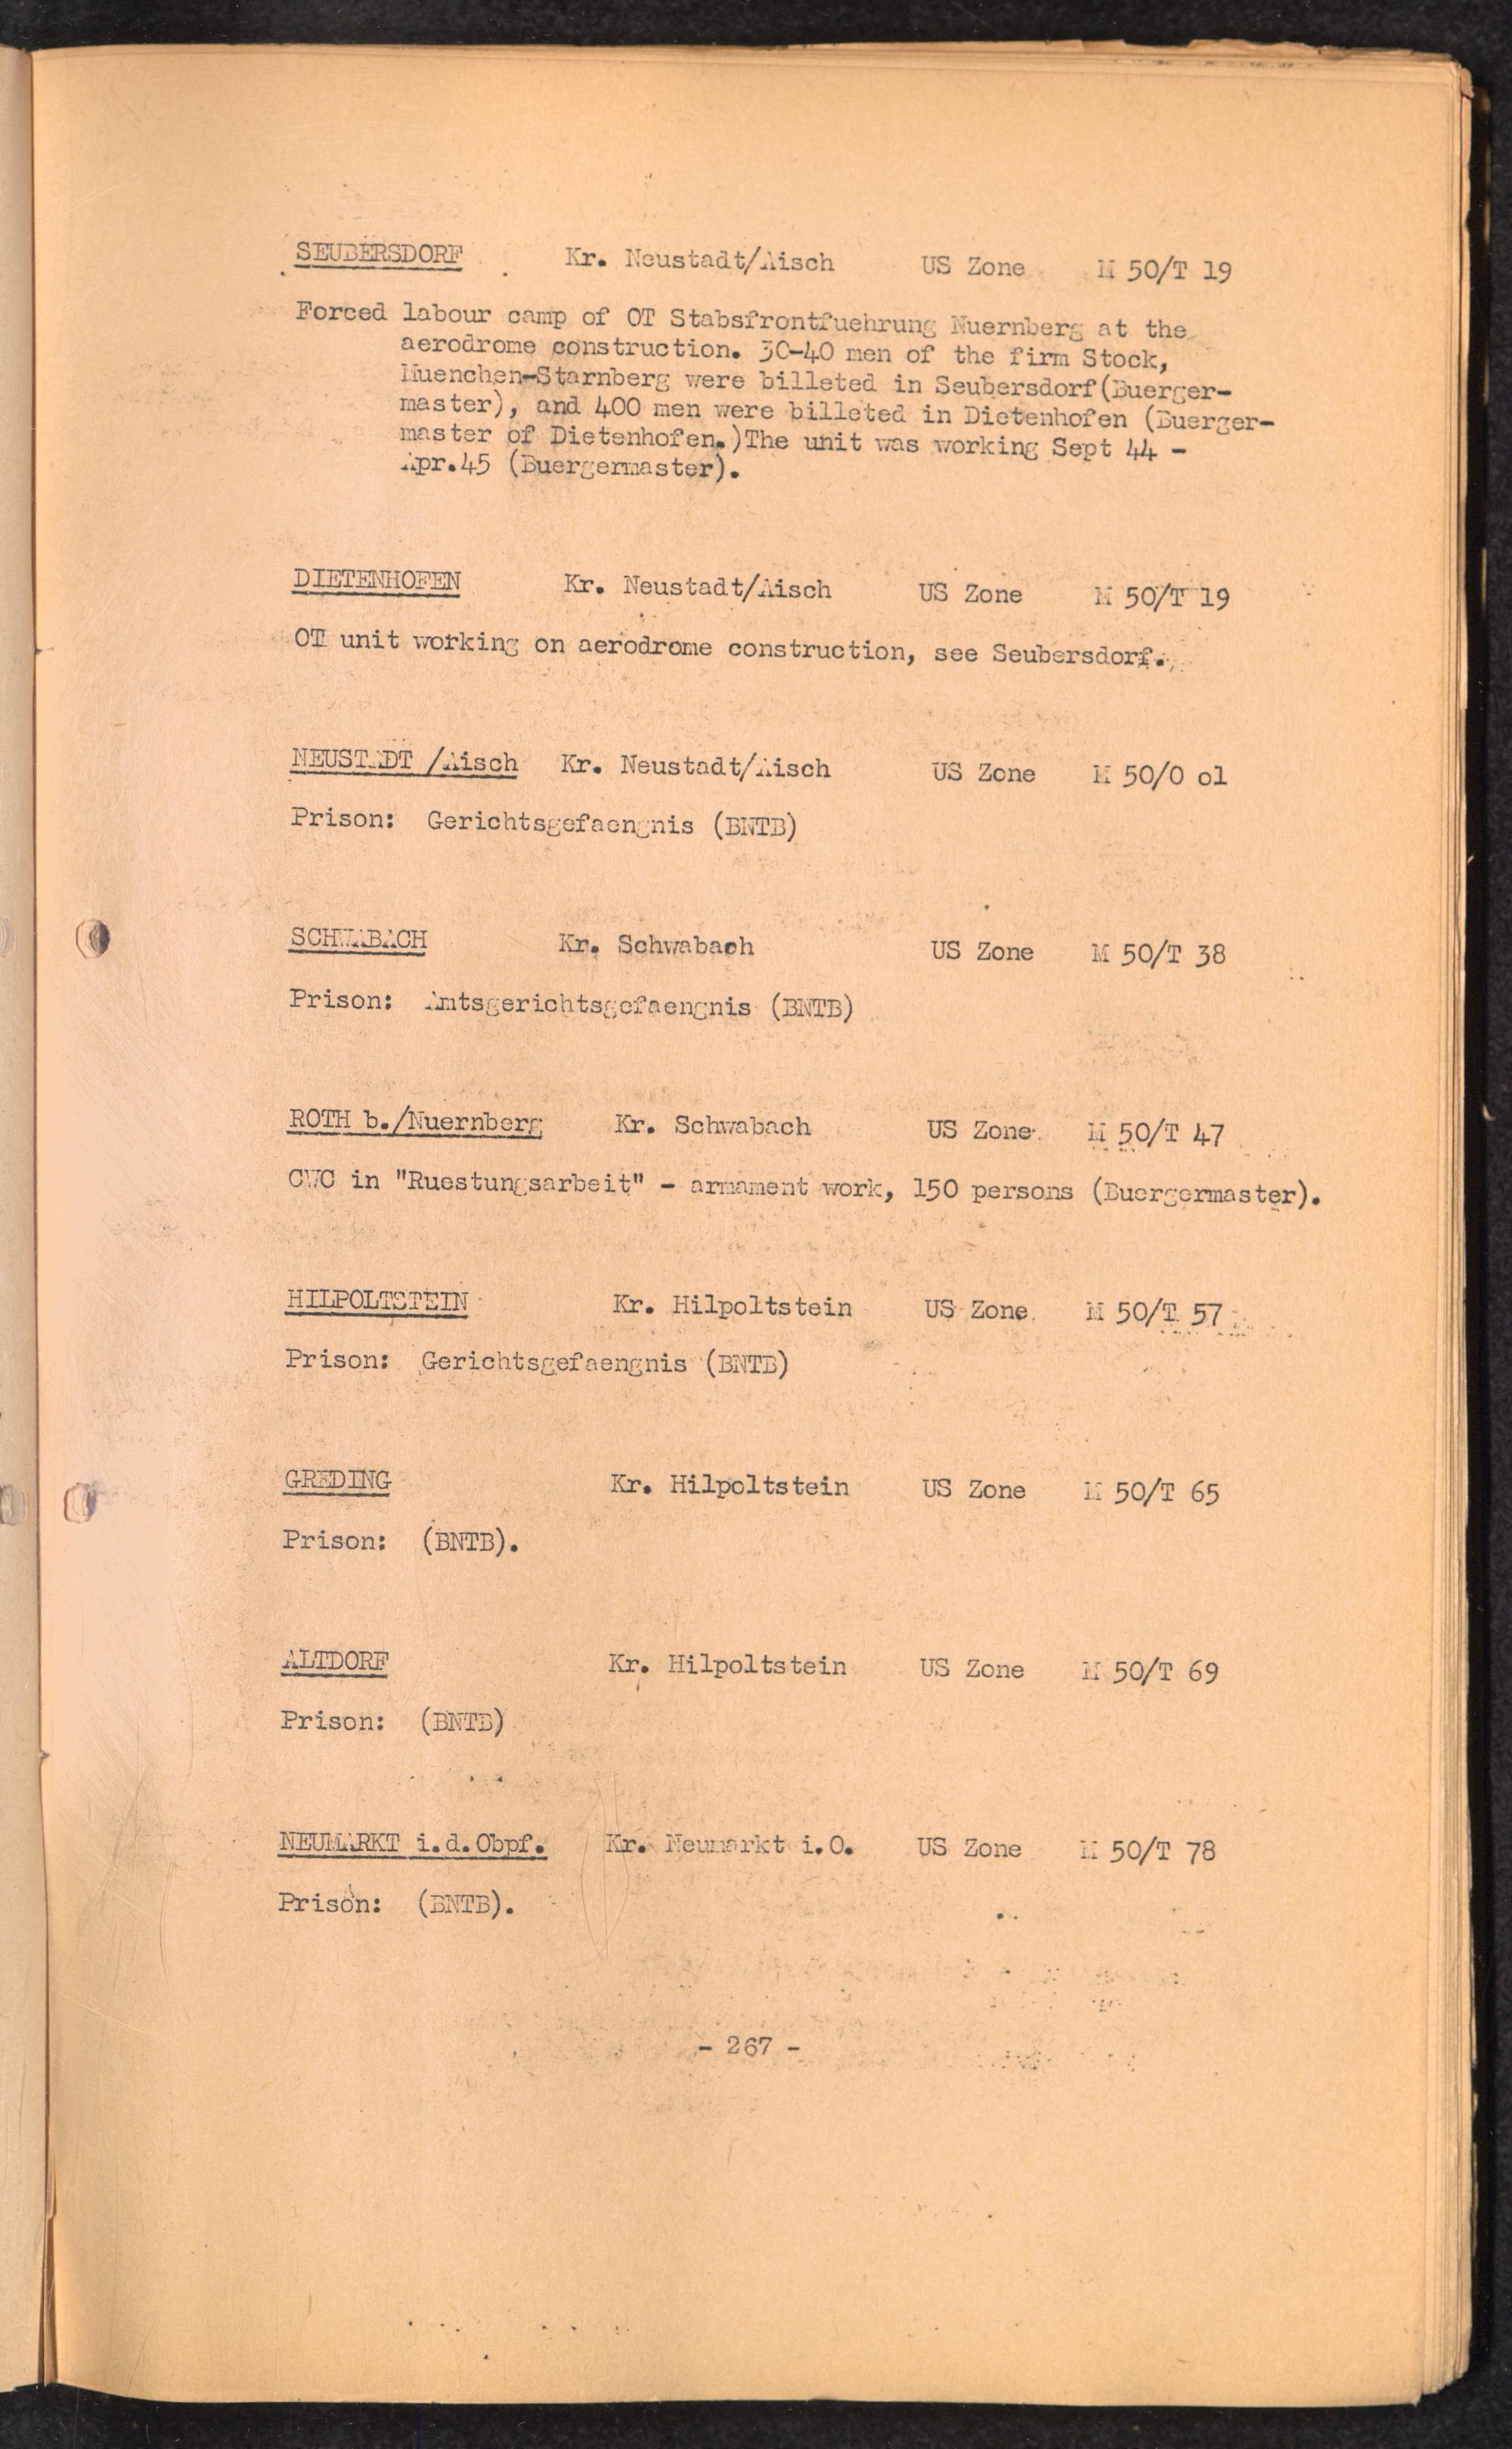 SEUBERSDORF Kr. Neustadt/Aisch US Zone M 50/T 19
Forced labour camp of OT Stabsfrontfuehrung Nuernberg at the
aerodrome construction. 30-40 men of the firm Stock,
Muenchen-Starnberg were billeted in Seubersdorf(Buerger-
master), and 400 men were billeted in Dietenhofen (Buerger-
master of Dietenhofen.)The unit was working Sept 44 -
Apr.45 (Buergermaster).
DIETENHOFEN Kr. Neustadt/Aisch US Zone M 50/T 19
OT unit working on aerodrome construction, see Seubersdorf.
NEUSTADT /Aisch Kr. Neustadt/Aisch US Zone M 50/O ol
Prison: Gerichtsgefaengnis (BNTB)
SCHWABACH Kr. Schwabach US Zone M 50/T 38
Prison: Amtsgerichtsgefaengnis (BNTB)
ROTH b./Nuernberg Kr. Schwabach US Zone M 50/T 47
CWC in "Ruestungsarbeit" - armament work, 150 persons (Buergermaster).
HILPOLTSTEIN Kr. Hilpoltstein US Zone M 50/T 57
Prison: Gerichtsgefaengnis (BNTB)
GREDING Kr. Hilpoltstein US Zone M 50/T 65
Prison: (BNTB).
ALTDORF Kr. Hilpoltstein US Zone M 50/T 69
Prison: (BNTB)
NEUMARKT i.d.Obpf. Kr. Neumarkt i.O. US Zone M 50/T 78
Prison: (BNTB).
- 267 -